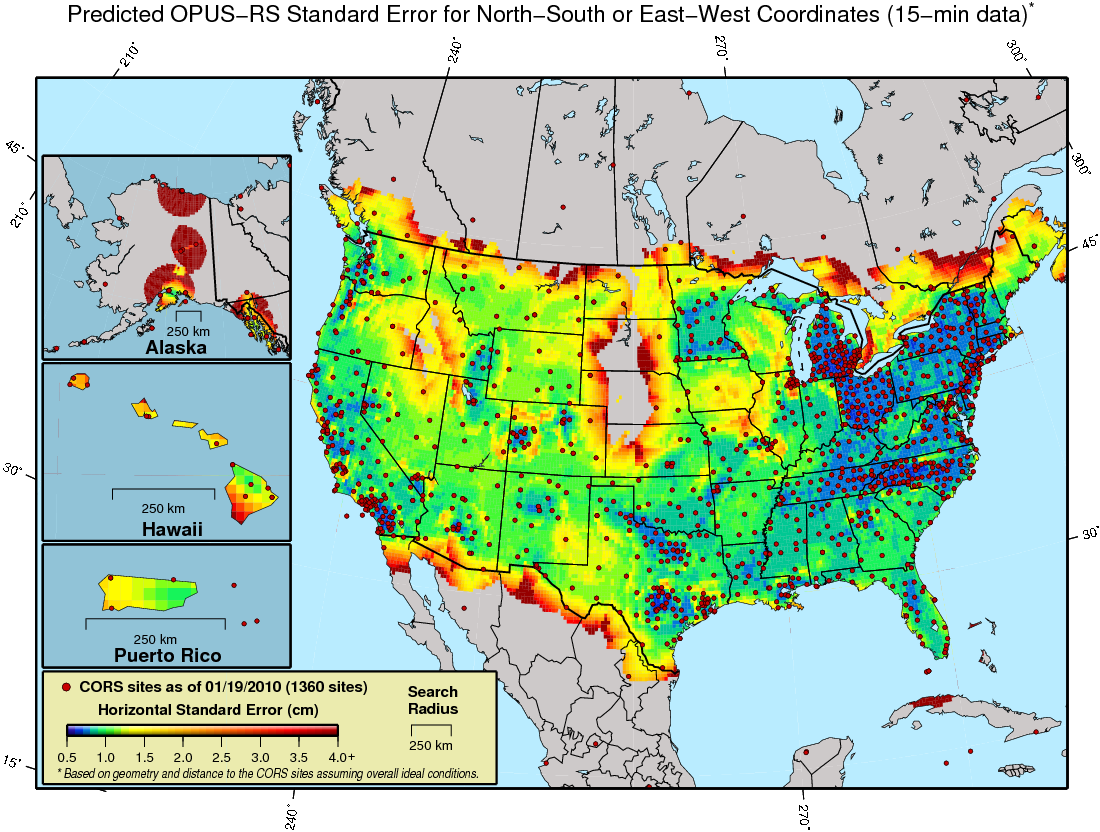 Predicted OPUS−RS Standard Error for North−South or East−West Coordinates (15−min data)*
210˚
240˚
270˚
300˚
45˚
300˚
210˚
45˚
250 km
Alaska
250 km
Hawaii
30˚
30˚
250 km
Puerto Rico
CORS sites as of 01/19/2010 (1360 sites)
Horizontal Standard Error (cm)
0.5 1.0 1.5 2.0 2.5 3.0 3.5 4.0+
* Based on geometry and distance to the CORS sites assuming overall ideal conditions.
Search
Radius
250 km
15˚
240˚
270˚